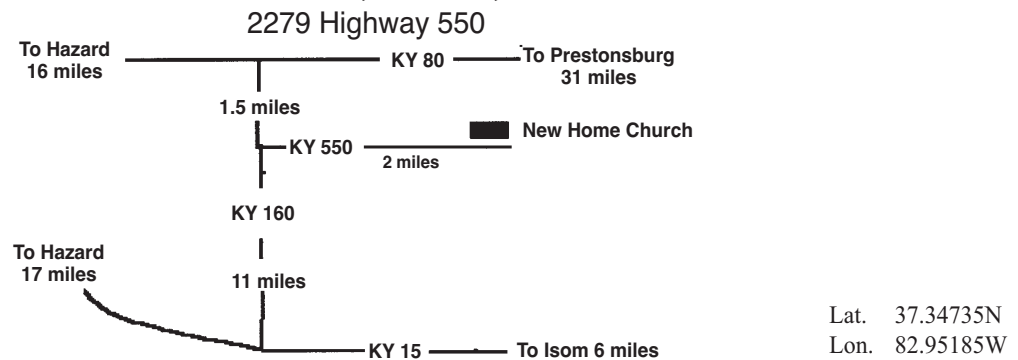 2279 Highway 550
To Hazard
16 miles
KY 80
To Prestonsburg
31 miles
1.5 miles
New Home Church
KY 550
2 miles
KY 160
To Hazard
17 miles
11 miles
KY 15
To Isom 6 miles
Lat. 37.34735N
Lon. 82.95185W